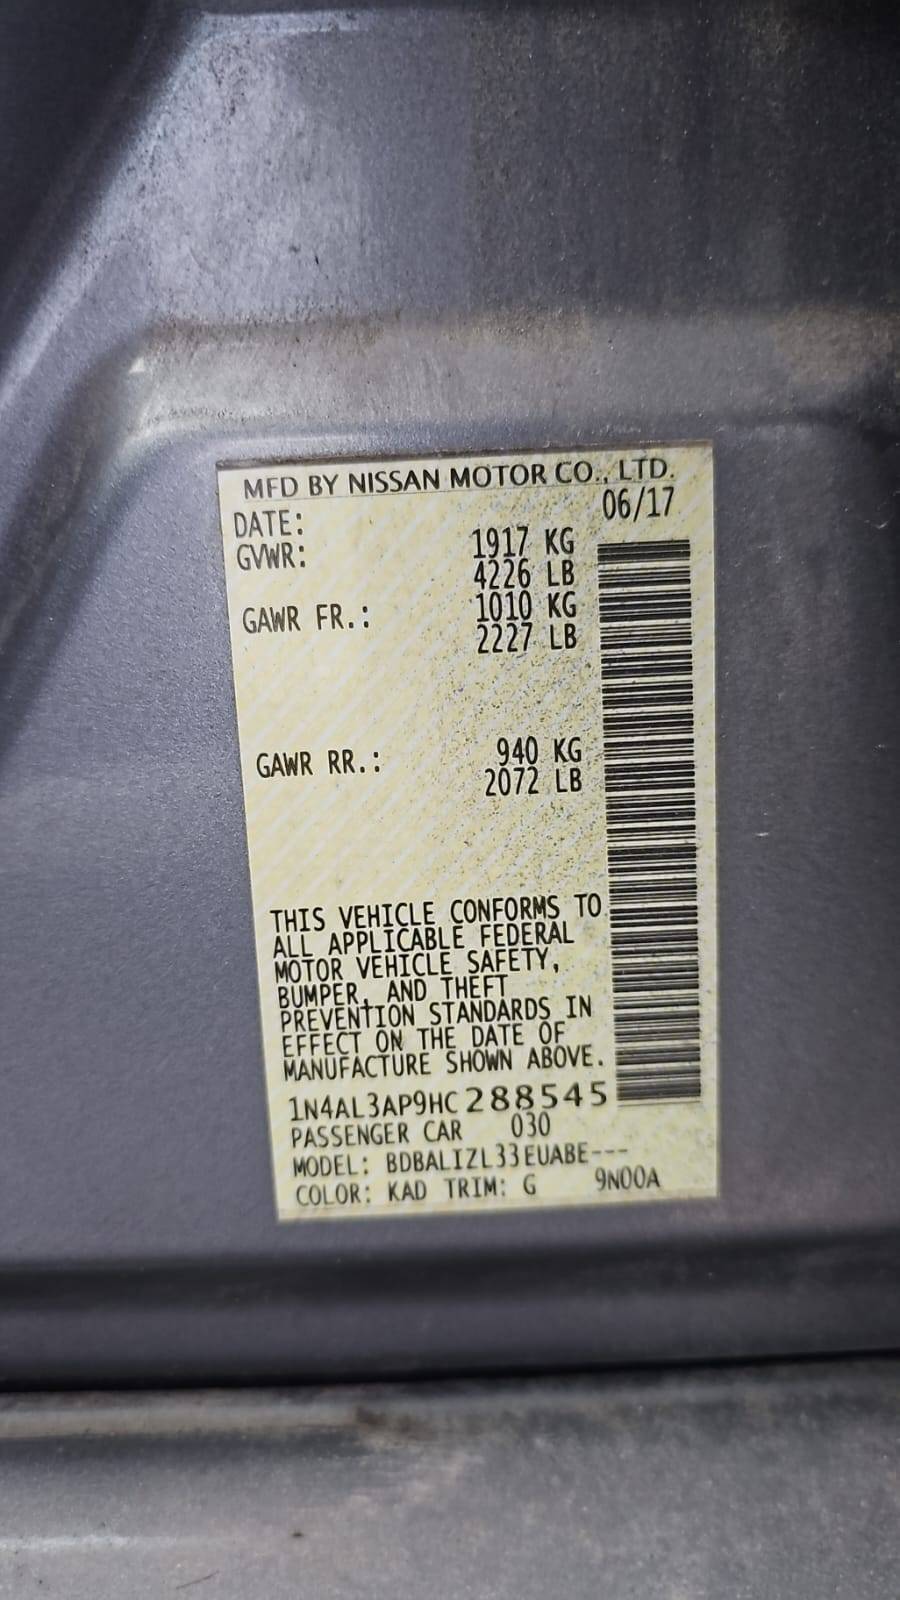 MFD BY NISSAN MOTOR CO., LTD.
DATE: 06/17
GVWR: 1917 KG
4226 LB
GAWR FR.: 1010 KG
2227 LB
GAWR RR.: 940 KG
2072 LB
THIS VEHICLE CONFORMS TO
ALL APPLICABLE FEDERAL
MOTOR VEHICLE SAFETY,
BUMPER, AND THEFT
PREVENTION STANDARDS IN
EFFECT ON THE DATE OF
MANUFACTURE SHOWN ABOVE.
1N4AL3AP9HC288545
PASSENGER CAR 030
MODEL: BDBALIZL33EUABE---
COLOR: KAD TRIM: G 9N00A